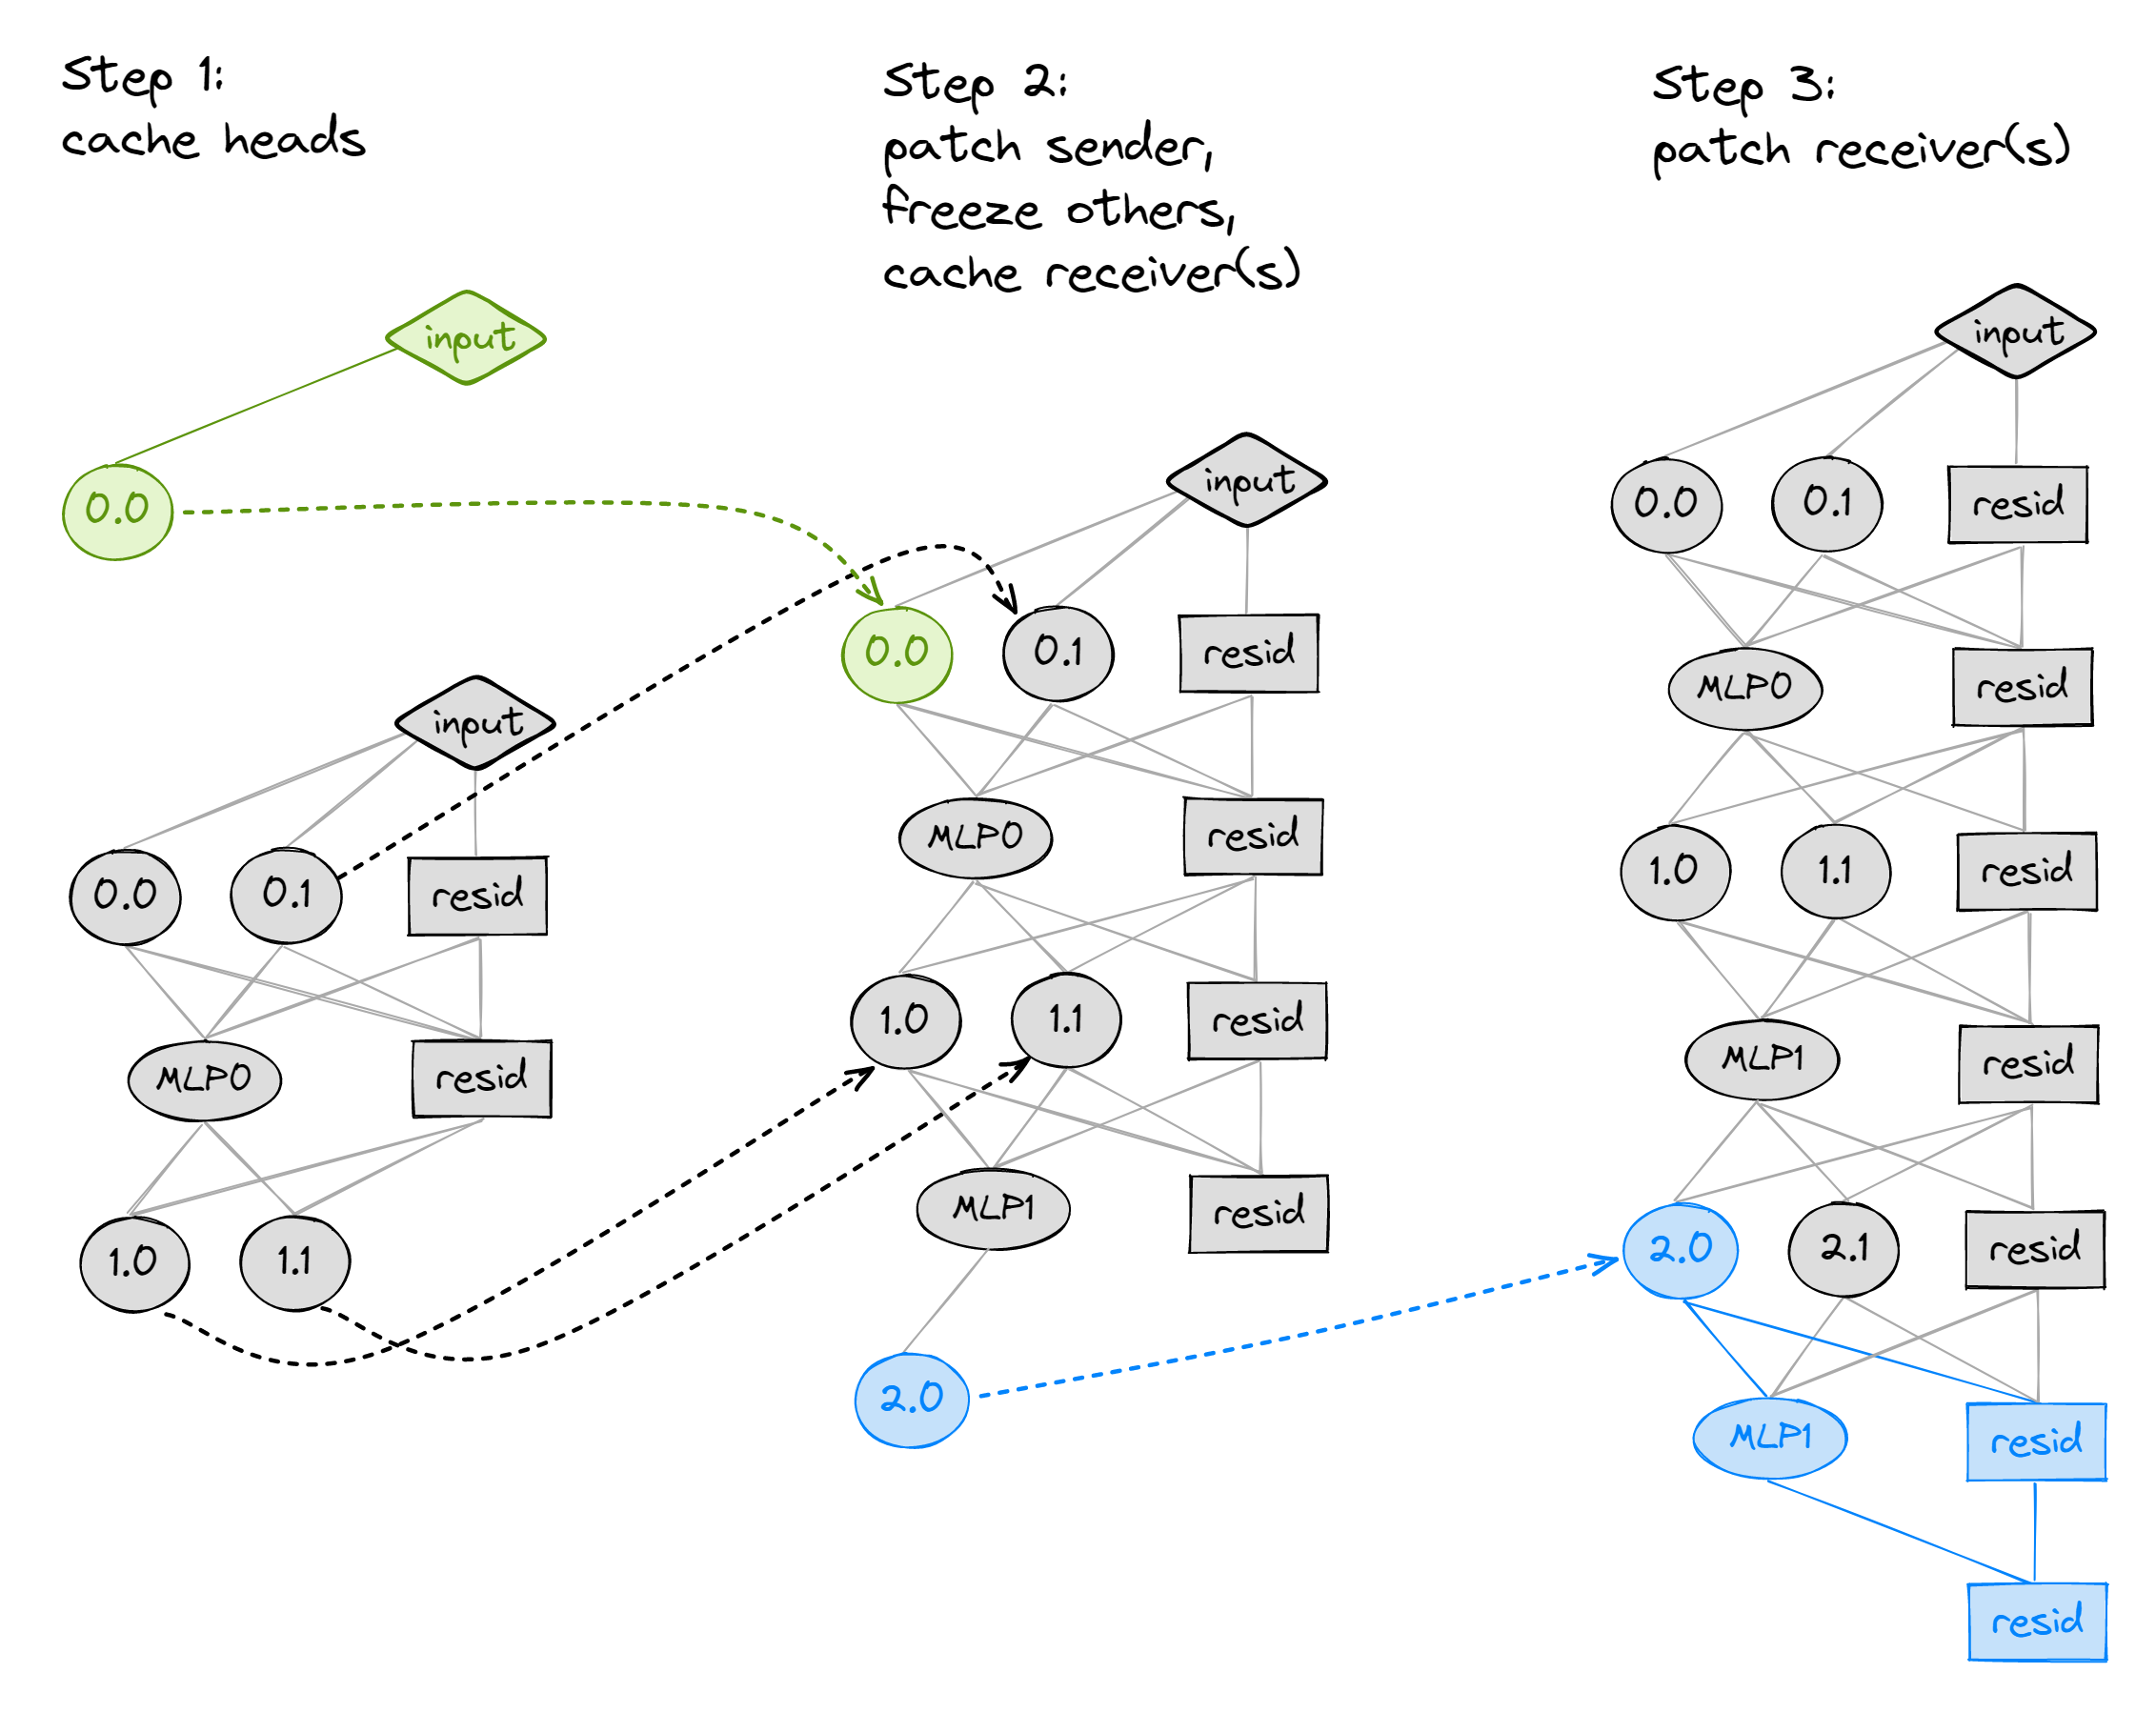 Step 1:
cache heads
input
0.0
input
0.0
0.1
resid
MLP0
resid
1.0
1.1
Step 2:
patch sender,
freeze others,
cache receiver(s)
input
0.0
0.1
resid
MLP0
resid
1.0
1.1
resid
MLP1
resid
2.0
Step 3:
patch receiver(s)
input
0.0
0.1
resid
MLP0
resid
1.0
1.1
resid
MLP1
resid
2.0
2.1
resid
MLP1
resid
resid